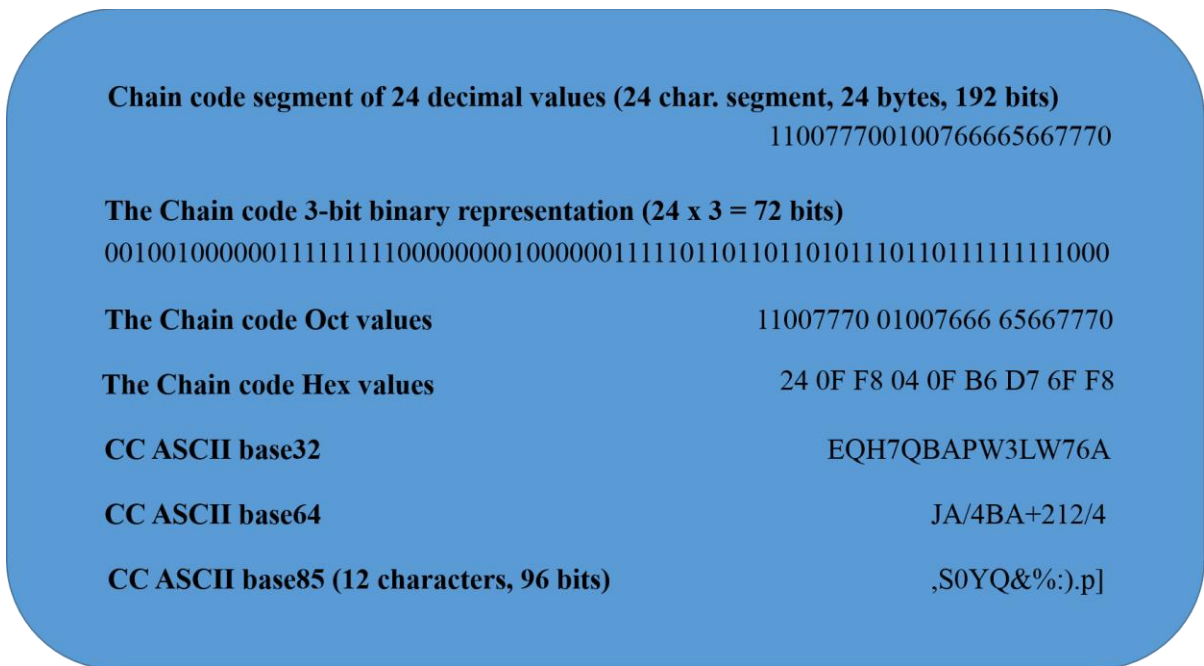 Chain code segment of 24 decimal values (24 char. segment, 24 bytes, 192 bits)
110077700100766665667770
The Chain code 3-bit binary representation (24 x 3 = 72 bits)
001001000000111111111000000001000000111110110110110101110110111111111000
The Chain code Oct values 11007770 01007666 65667770
The Chain code Hex values 24 0F F8 04 0F B6 D7 6F F8
CC ASCII base32 EQH7QBAPW3LW76A
CC ASCII base64 JA/4BA+212/4
CC ASCII base85 (12 characters, 96 bits) ,S0YQ&%:).p]